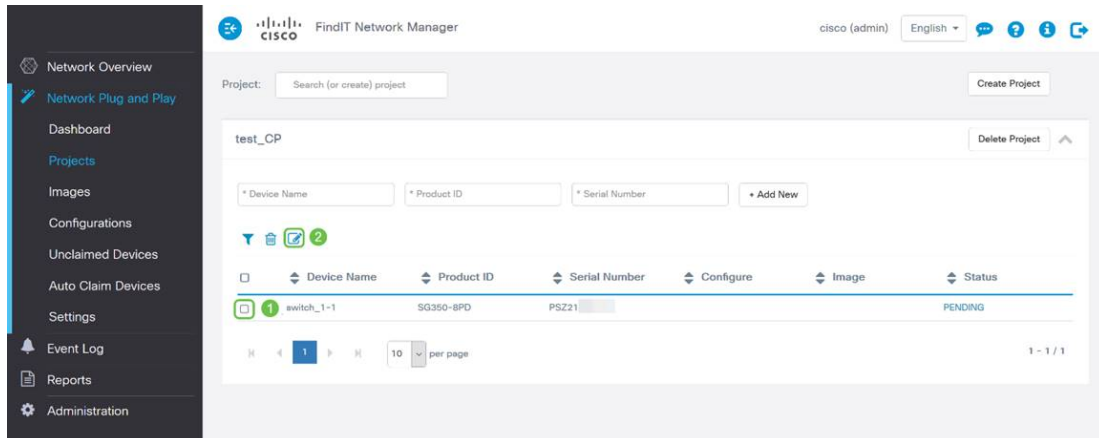 CISCO FindIT Network Manager cisco (admin) English
Network Overview
Network Plug and Play
Dashboard
Projects
Images
Configurations
Unclaimed Devices
Auto Claim Devices
Settings
Event Log
Reports
Administration
Project: Search (or create) project Create Project
test_CP Delete Project
* Device Name * Product ID * Serial Number + Add New
2
Device Name Product ID Serial Number Configure Image Status
1 switch_1-1 SG350-8PD PSZ21 PENDING
1 10 per page 1 - 1 / 1